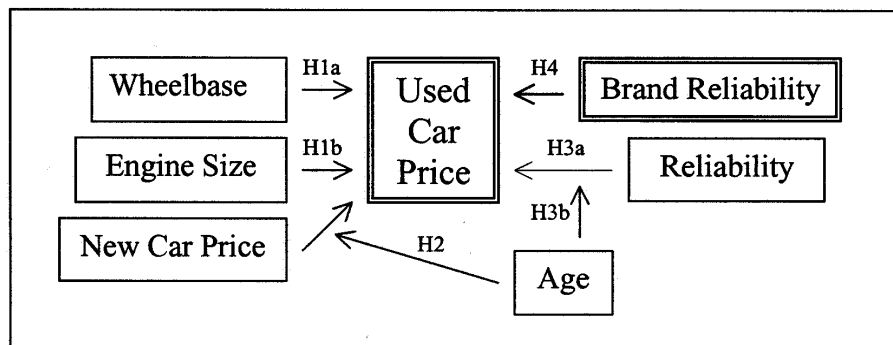 Wheelbase
H1a
Used
Car
Price
H4
Brand Reliability
Engine Size
H1b
H3a
Reliability
New Car Price
H2
H3b
Age